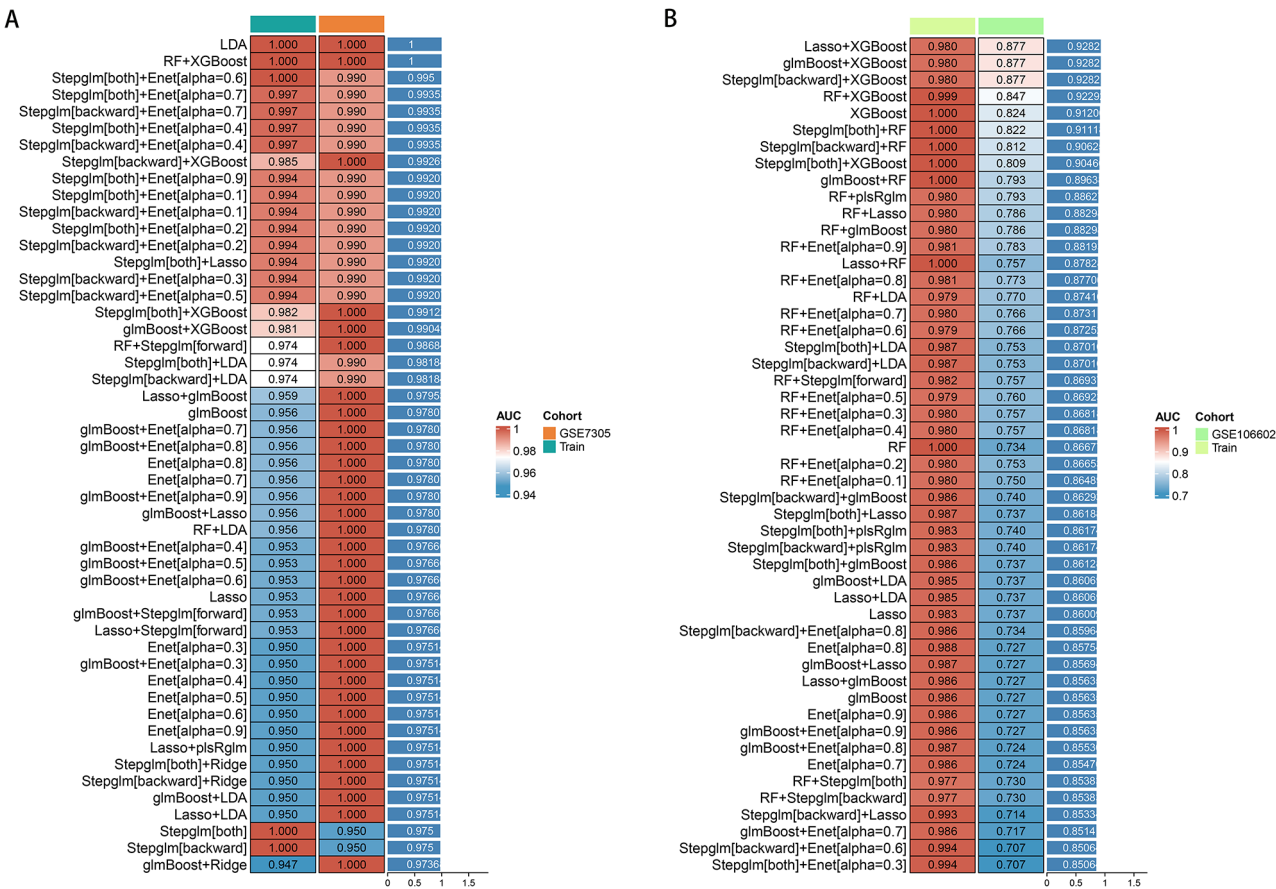 A
LDA 1.000 1.000 1
RF+XGBoost 1.000 1.000 1
Stepglm[both]+Enet[alpha=0.6] 1.000 0.990 0.995
Stepglm[both]+Enet[alpha=0.7] 0.997 0.990 0.9935
Stepglm[backward]+Enet[alpha=0.7] 0.997 0.990 0.9935
Stepglm[both]+Enet[alpha=0.4] 0.997 0.990 0.9935
Stepglm[backward]+Enet[alpha=0.4] 0.997 0.990 0.9935
Stepglm[backward]+XGBoost 0.985 1.000 0.9926
Stepglm[both]+Enet[alpha=0.9] 0.994 0.990 0.9920
Stepglm[both]+Enet[alpha=0.1] 0.994 0.990 0.9920
Stepglm[backward]+Enet[alpha=0.1] 0.994 0.990 0.9920
Stepglm[both]+Enet[alpha=0.2] 0.994 0.990 0.9920
Stepglm[backward]+Enet[alpha=0.2] 0.994 0.990 0.9920
Stepglm[both]+Lasso 0.994 0.990 0.9920
Stepglm[backward]+Enet[alpha=0.3] 0.994 0.990 0.9920
Stepglm[backward]+Enet[alpha=0.5] 0.994 0.990 0.9920
Stepglm[both]+XGBoost 0.982 1.000 0.9912
glmBoost+XGBoost 0.981 1.000 0.9904
RF+Stepglm[forward] 0.974 1.000 0.9868
Stepglm[both]+LDA 0.974 0.990 0.9818
Stepglm[backward]+LDA 0.974 0.990 0.9818
Lasso+glmBoost 0.959 1.000 0.9795
glmBoost 0.956 1.000 0.9780
glmBoost+Enet[alpha=0.7] 0.956 1.000 0.9780
glmBoost+Enet[alpha=0.8] 0.956 1.000 0.9780
Enet[alpha=0.8] 0.956 1.000 0.9780
Enet[alpha=0.7] 0.956 1.000 0.9780
glmBoost+Enet[alpha=0.9] 0.956 1.000 0.9780
glmBoost+Lasso 0.956 1.000 0.9780
RF+LDA 0.956 1.000 0.9780
glmBoost+Enet[alpha=0.4] 0.953 1.000 0.9766
glmBoost+Enet[alpha=0.5] 0.953 1.000 0.9766
glmBoost+Enet[alpha=0.6] 0.953 1.000 0.9766
Lasso 0.953 1.000 0.9766
glmBoost+Stepglm[forward] 0.953 1.000 0.9766
Lasso+Stepglm[forward] 0.953 1.000 0.9766
Enet[alpha=0.3] 0.950 1.000 0.9751
glmBoost+Enet[alpha=0.3] 0.950 1.000 0.9751
Enet[alpha=0.4] 0.950 1.000 0.9751
Enet[alpha=0.5] 0.950 1.000 0.9751
Enet[alpha=0.6] 0.950 1.000 0.9751
Enet[alpha=0.9] 0.950 1.000 0.9751
Lasso+plsRglm 0.950 1.000 0.9751
Stepglm[both]+Ridge 0.950 1.000 0.9751
Stepglm[backward]+Ridge 0.950 1.000 0.9751
glmBoost+LDA 0.950 1.000 0.9751
Lasso+LDA 0.950 1.000 0.9751
Stepglm[both] 1.000 0.950 0.975
Stepglm[backward] 1.000 0.950 0.975
glmBoost+Ridge 0.947 1.000 0.9736
0 0.5 1 1.5
AUC Cohort
1 GSE7305
0.98 Train
0.96
0.94
B
Lasso+XGBoost 0.980 0.877 0.9282
glmBoost+XGBoost 0.980 0.877 0.9282
Stepglm[backward]+XGBoost 0.980 0.877 0.9282
RF+XGBoost 0.999 0.847 0.9229
XGBoost 1.000 0.824 0.9120
Stepglm[both]+RF 1.000 0.822 0.9111
Stepglm[backward]+RF 1.000 0.812 0.9062
Stepglm[both]+XGBoost 1.000 0.809 0.9046
glmBoost+RF 1.000 0.793 0.8963
RF+plsRglm 0.980 0.793 0.8862
RF+Lasso 0.980 0.786 0.8829
RF+glmBoost 0.980 0.786 0.8829
RF+Enet[alpha=0.9] 0.981 0.783 0.8819
Lasso+RF 1.000 0.757 0.8782
RF+Enet[alpha=0.8] 0.981 0.773 0.8770
RF+LDA 0.979 0.770 0.8741
RF+Enet[alpha=0.7] 0.980 0.766 0.8731
RF+Enet[alpha=0.6] 0.979 0.766 0.8725
Stepglm[both]+LDA 0.987 0.753 0.8701
Stepglm[backward]+LDA 0.987 0.753 0.8701
RF+Stepglm[forward] 0.982 0.757 0.8693
RF+Enet[alpha=0.5] 0.979 0.760 0.8692
RF+Enet[alpha=0.3] 0.980 0.757 0.8681
RF+Enet[alpha=0.4] 0.980 0.757 0.8681
RF 1.000 0.734 0.8667
RF+Enet[alpha=0.2] 0.980 0.753 0.8665
RF+Enet[alpha=0.1] 0.980 0.750 0.8648
Stepglm[backward]+glmBoost 0.986 0.740 0.8629
Stepglm[both]+Lasso 0.987 0.737 0.8618
Stepglm[both]+plsRglm 0.983 0.740 0.8617
Stepglm[backward]+plsRglm 0.983 0.740 0.8617
Stepglm[both]+glmBoost 0.986 0.737 0.8612
glmBoost+LDA 0.985 0.737 0.8606
Lasso+LDA 0.985 0.737 0.8606
Lasso 0.983 0.737 0.8600
Stepglm[backward]+Enet[alpha=0.8] 0.986 0.734 0.8596
Enet[alpha=0.8] 0.988 0.727 0.8575
glmBoost+Lasso 0.987 0.727 0.8569
Lasso+glmBoost 0.986 0.727 0.8563
glmBoost 0.986 0.727 0.8563
Enet[alpha=0.9] 0.986 0.727 0.8563
glmBoost+Enet[alpha=0.9] 0.986 0.727 0.8563
glmBoost+Enet[alpha=0.8] 0.987 0.724 0.8553
Enet[alpha=0.7] 0.986 0.724 0.8547
RF+Stepglm[both] 0.977 0.730 0.8538
RF+Stepglm[backward] 0.977 0.730 0.8538
Stepglm[backward]+Lasso 0.993 0.714 0.8533
glmBoost+Enet[alpha=0.7] 0.986 0.717 0.8514
Stepglm[backward]+Enet[alpha=0.6] 0.994 0.707 0.8506
Stepglm[both]+Enet[alpha=0.3] 0.994 0.707 0.8506
0 0.5 1 1.5
AUC Cohort
1 GSE106602
0.9 Train
0.8
0.7